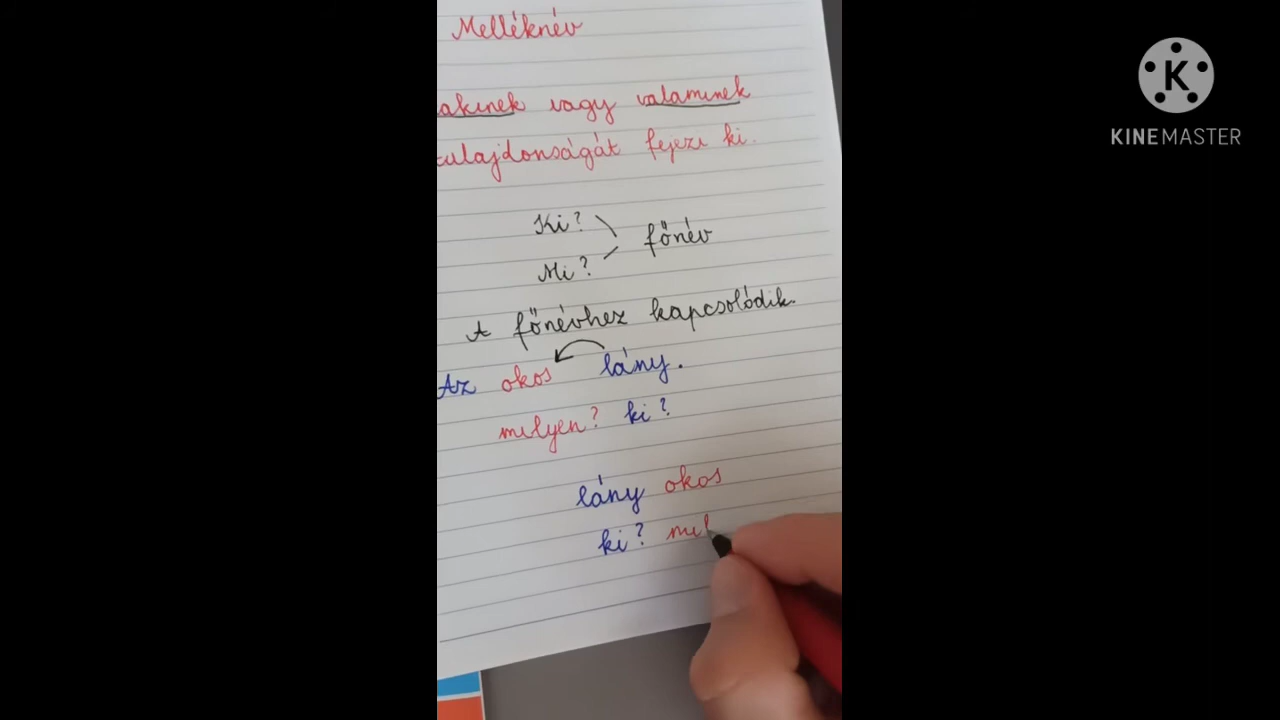 Melléknév
akinek vagy valaminek
tulajdonságát fejezi ki.
Ki?
főnév
Mi?
A főnévhez kapcsolódik.
Az okos lány.
milyen? ki?
lány okos
ki? mil
K
KINEMASTER